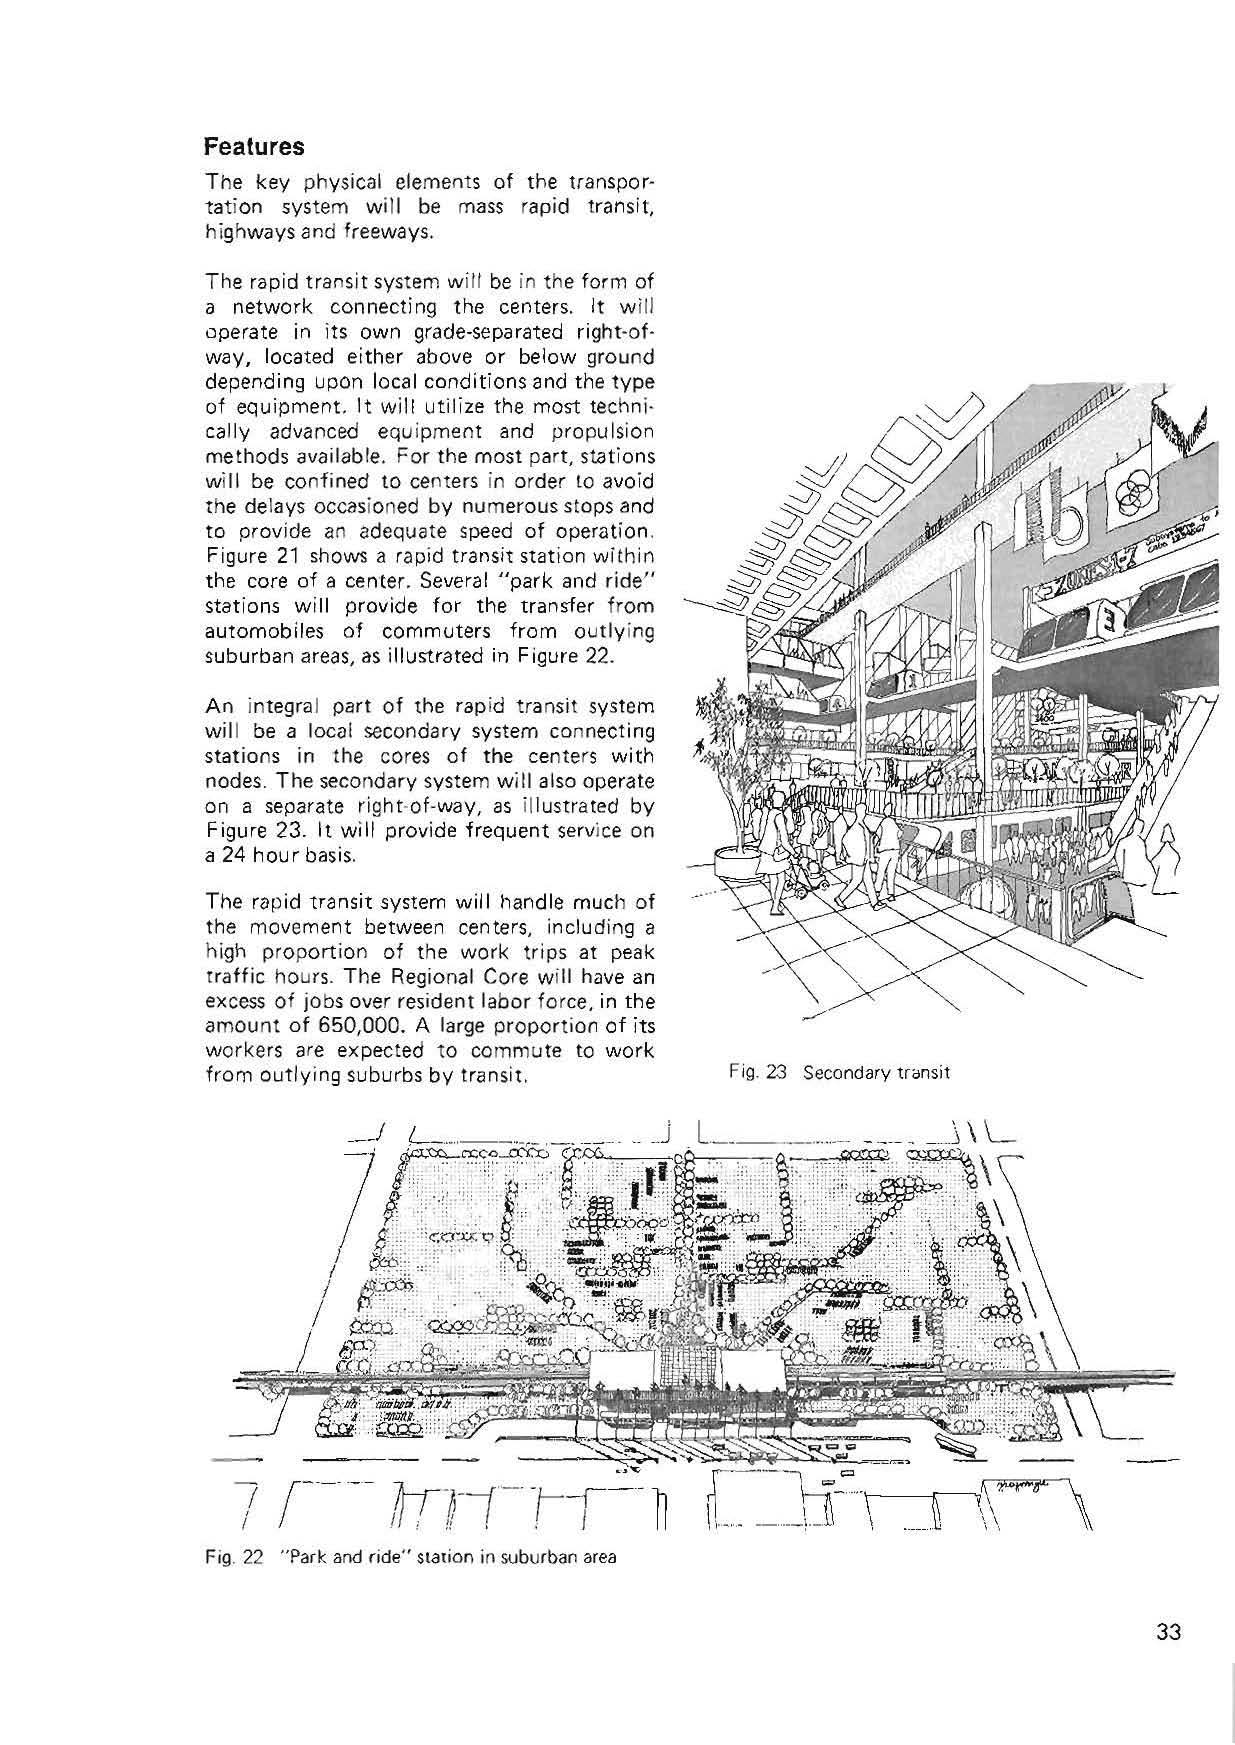 Features
The key physical elements of the transpor-
tation system will be mass rapid transit,
highways and freeways.
The rapid transit system will be in the form of
a network connecting the centers. It will
operate in its own grade-separated right-of-
way, located either above or below ground
depending upon local conditions and the type
of equipment. It will utilize the most techni-
cally advanced equipment and propulsion
methods available. For the most part, stations
will be confined to centers in order to avoid
the delays occasioned by numerous stops and
to provide an adequate speed of operation.
Figure 21 shows a rapid transit station within
the core of a center. Several "park and ride"
stations will provide for the transfer from
automobiles of commuters from outlying
suburban areas, as illustrated in Figure 22.
An integral part of the rapid transit system
will be a local secondary system connecting
stations in the cores of the centers with
nodes. The secondary system will also operate
on a separate right-of-way, as illustrated by
Figure 23. It will provide frequent service on
a 24 hour basis.
The rapid transit system will handle much of
the movement between centers, including a
high proportion of the work trips at peak
traffic hours. The Regional Core will have an
excess of jobs over resident labor force, in the
amount of 650,000. A large proportion of its
workers are expected to commute to work
from outlying suburbs by transit.
b
ZONES 1-7
E
Fig. 23 Secondary transit
Fig. 22 "Park and ride" station in suburban area
33